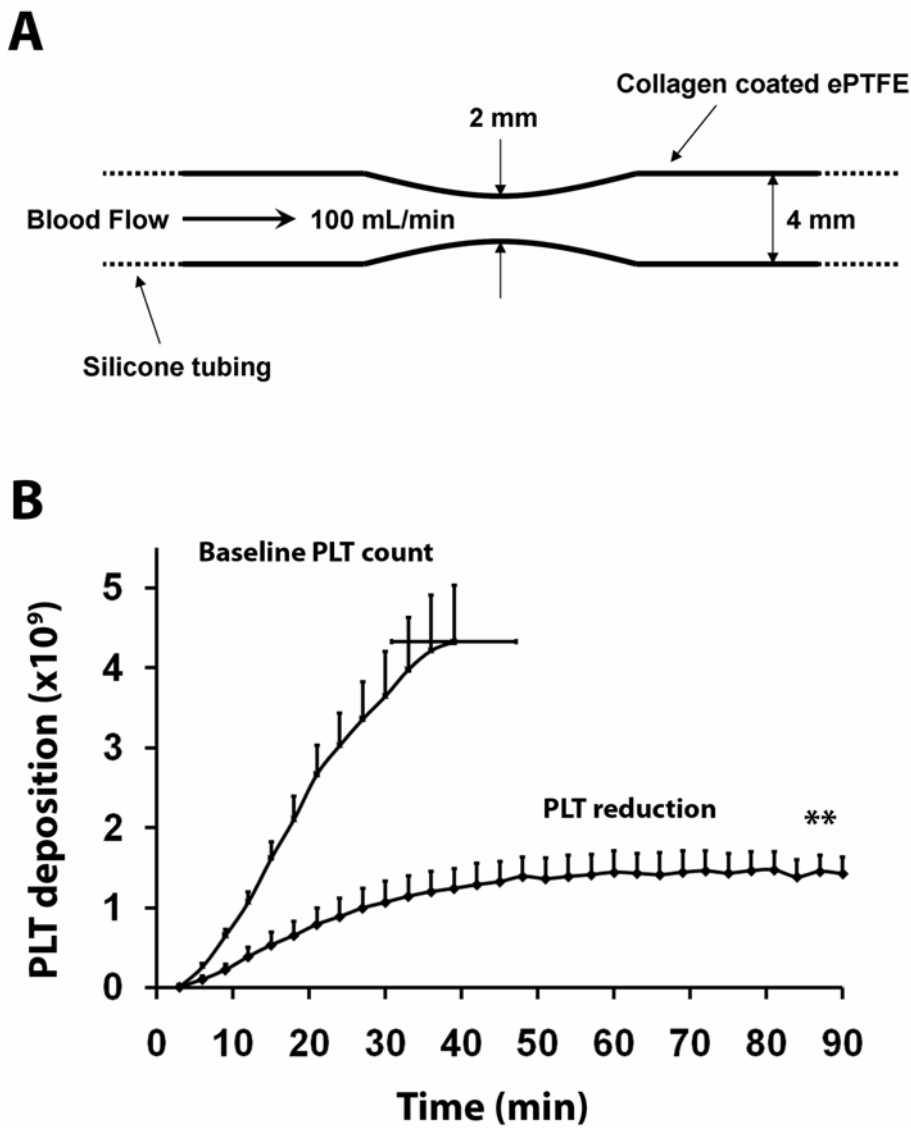 A
Collagen coated ePTFE
2 mm
Blood Flow
100 mL/min
4 mm
Silicone tubing
B
Baseline PLT count
PLT reduction
**
PLT deposition (x10⁹)
5
4
3
2
1
0
0 10 20 30 40 50 60 70 80 90
Time (min)